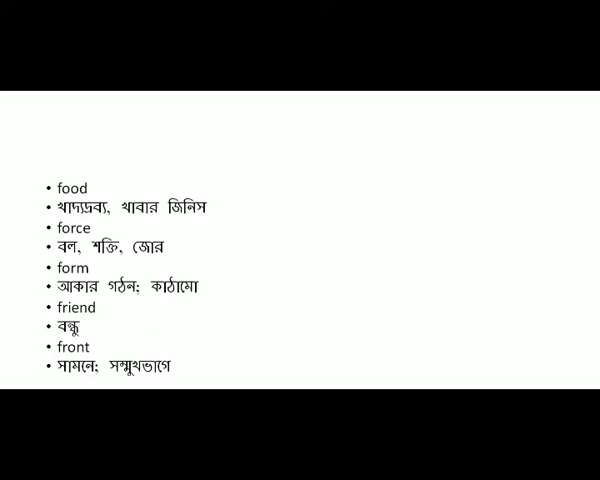 • food
• খাদ্যদ্রব্য, খাবার জিনিস
• force
• বল, শক্তি, জোর
• form
• আকার গঠন; কাঠামো
• friend
• বন্ধু
• front
• সামনে; সম্মুখভাগে